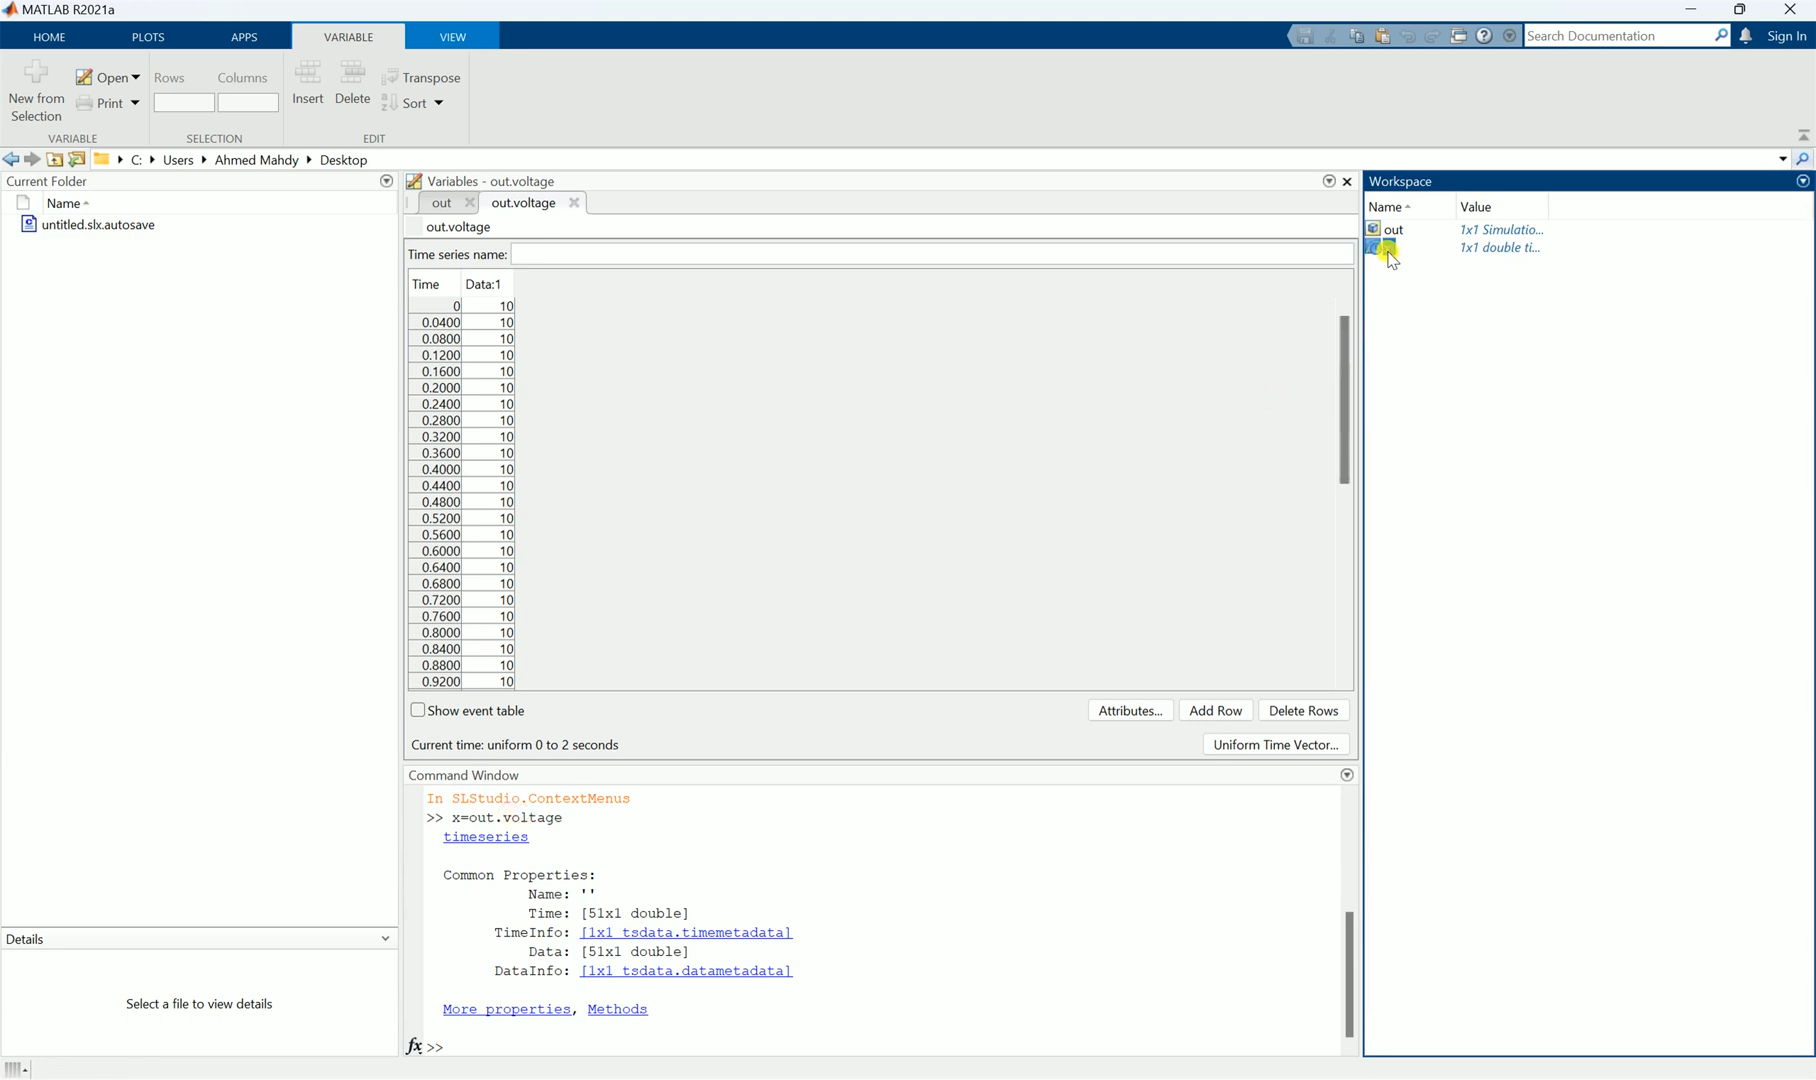 MATLAB R2021a
HOME PLOTS APPS VARIABLE VIEW
Search Documentation
Sign In
New from Selection
Open
Print
VARIABLE
Rows Columns
SELECTION
Insert Delete
Transpose
Sort
EDIT
C: Users Ahmed Mahdy Desktop
Current Folder
Name
untitled.slx.autosave
Details
Select a file to view details
Variables - out.voltage
out out.voltage
out.voltage
Time series name:
Time Data:1
0 10
0.0400 10
0.0800 10
0.1200 10
0.1600 10
0.2000 10
0.2400 10
0.2800 10
0.3200 10
0.3600 10
0.4000 10
0.4400 10
0.4800 10
0.5200 10
0.5600 10
0.6000 10
0.6400 10
0.6800 10
0.7200 10
0.7600 10
0.8000 10
0.8400 10
0.8800 10
0.9200 10
Show event table
Attributes... Add Row Delete Rows
Current time: uniform 0 to 2 seconds
Uniform Time Vector...
Command Window
In SLStudio.ContextMenus
>> x=out.voltage
timeseries
Common Properties:
Name: ''
Time: [51x1 double]
TimeInfo: [1x1 tsdata.timemetadata]
Data: [51x1 double]
DataInfo: [1x1 tsdata.datametadata]
More properties, Methods
fx >>
Workspace
Name Value
out 1x1 Simulatio...
1x1 double ti...